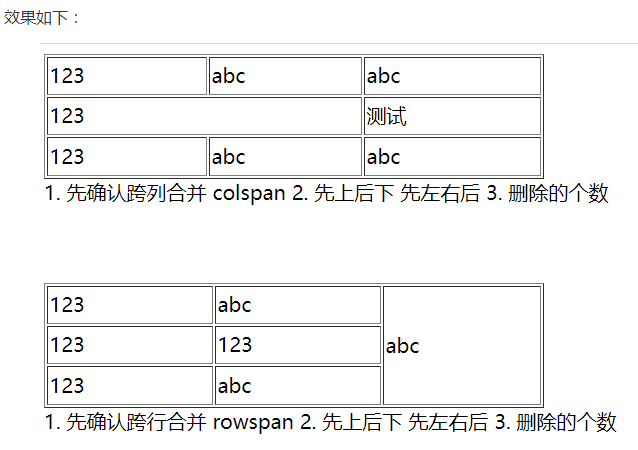 效果如下：
123 abc abc
123 测试
123 abc abc
1. 先确认跨列合并 colspan 2. 先上后下 先左右后 3. 删除的个数
123 abc
123 123 abc
123 abc
1. 先确认跨行合并 rowspan 2. 先上后下 先左右后 3. 删除的个数